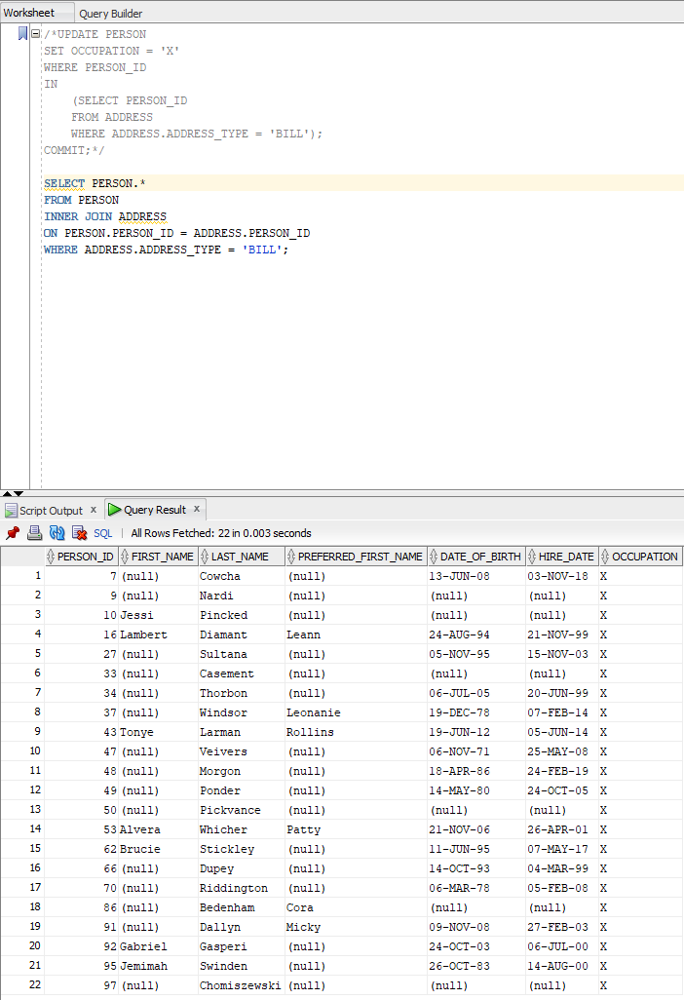 Worksheet Query Builder
/*UPDATE PERSON
SET OCCUPATION = 'X'
WHERE PERSON_ID
IN
(SELECT PERSON_ID
FROM ADDRESS
WHERE ADDRESS.ADDRESS_TYPE = 'BILL');
COMMIT;*/
SELECT PERSON.*
FROM PERSON
INNER JOIN ADDRESS
ON PERSON.PERSON_ID = ADDRESS.PERSON_ID
WHERE ADDRESS.ADDRESS_TYPE = 'BILL';
Script Output x Query Result x
SQL | All Rows Fetched: 22 in 0.003 seconds
PERSON_ID FIRST_NAME LAST_NAME PREFERRED_FIRST_NAME DATE_OF_BIRTH HIRE_DATE OCCUPATION
1 7 (null) Cowcha (null) 13-JUN-08 03-NOV-18 X
2 9 (null) Nardi (null) (null) (null) X
3 10 Jessi Pincked (null) (null) (null) X
4 16 Lambert Diamant Leann 24-AUG-94 21-NOV-99 X
5 27 (null) Sultana (null) 05-NOV-95 15-NOV-03 X
6 33 (null) Casement (null) (null) (null) X
7 34 (null) Thorbon (null) 06-JUL-05 20-JUN-99 X
8 37 (null) Windsor Leonanie 19-DEC-78 07-FEB-14 X
9 43 Tonye Larman Rollins 19-JUN-12 05-JUN-14 X
10 47 (null) Veivers (null) 06-NOV-71 25-MAY-08 X
11 48 (null) Morgon (null) 18-APR-86 24-FEB-19 X
12 49 (null) Ponder (null) 14-MAY-80 24-OCT-05 X
13 50 (null) Pickvance (null) (null) (null) X
14 53 Alvera Whicher Patty 21-NOV-06 26-APR-01 X
15 62 Brucie Stickley (null) 11-JUN-95 07-MAY-17 X
16 66 (null) Dupey (null) 14-OCT-93 04-MAR-99 X
17 70 (null) Riddington (null) 06-MAR-78 05-FEB-08 X
18 86 (null) Bedenham Cora (null) (null) X
19 91 (null) Dallyn Micky 09-NOV-08 27-FEB-03 X
20 92 Gabriel Gasperi (null) 24-OCT-03 06-JUL-00 X
21 95 Jemimah Swinden (null) 26-OCT-83 14-AUG-00 X
22 97 (null) Chomiszewski (null) (null) (null) X